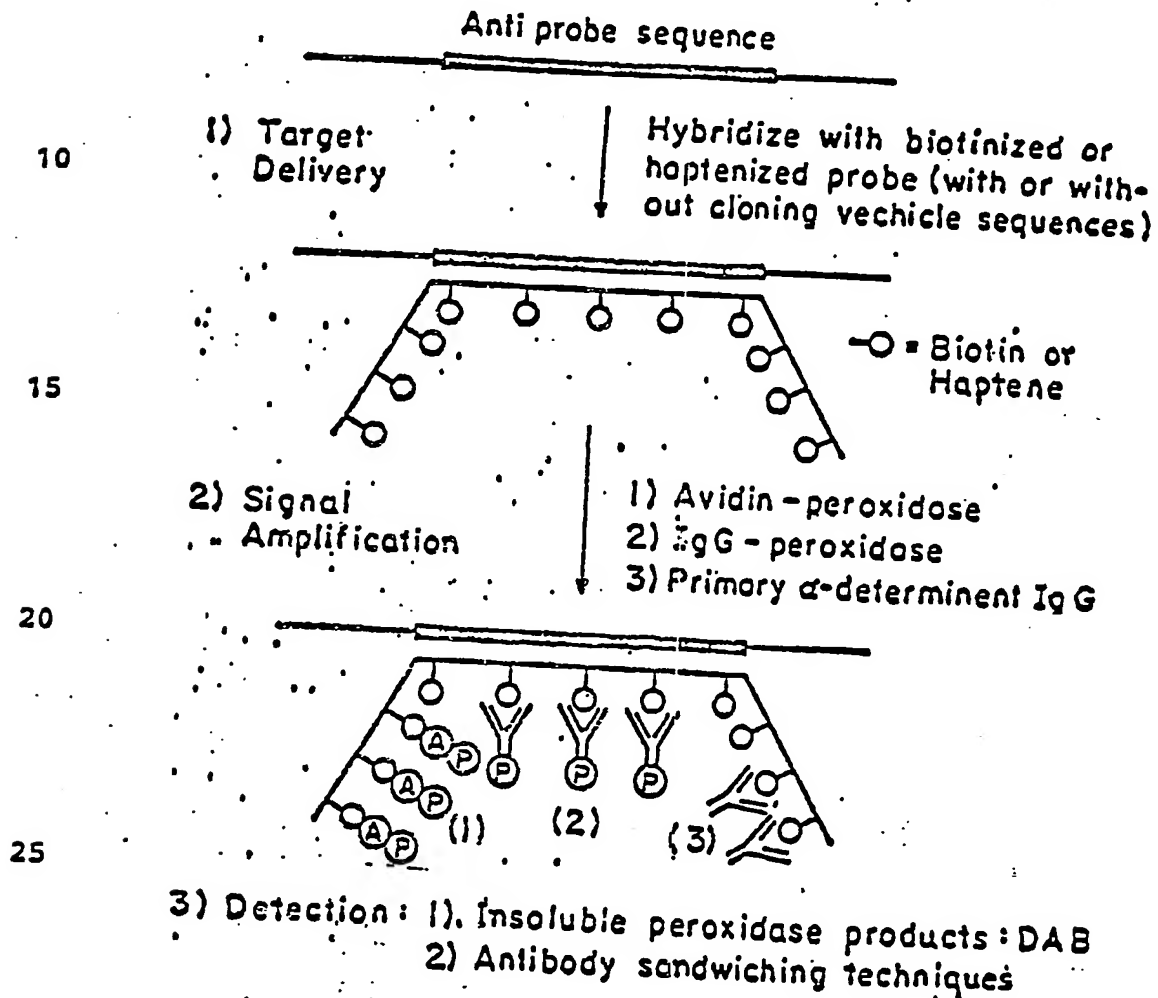 Anti probe sequence
10
1) Target
Delivery
Hybridize with biotinized or
haptenized probe (with or with-
out cloning vechicle sequences)
15
-O = Biotin or
Haptene
2) Signal
Amplification
1) Avidin-peroxidase
2) IgG-peroxidase
3) Primary α-determinent IgG
20
A P
A P
A P
P
P
P
(1)
(2)
(3)
25
3) Detection: 1). Insoluble peroxidase products: DAB
2) Antibody sandwiching techniques